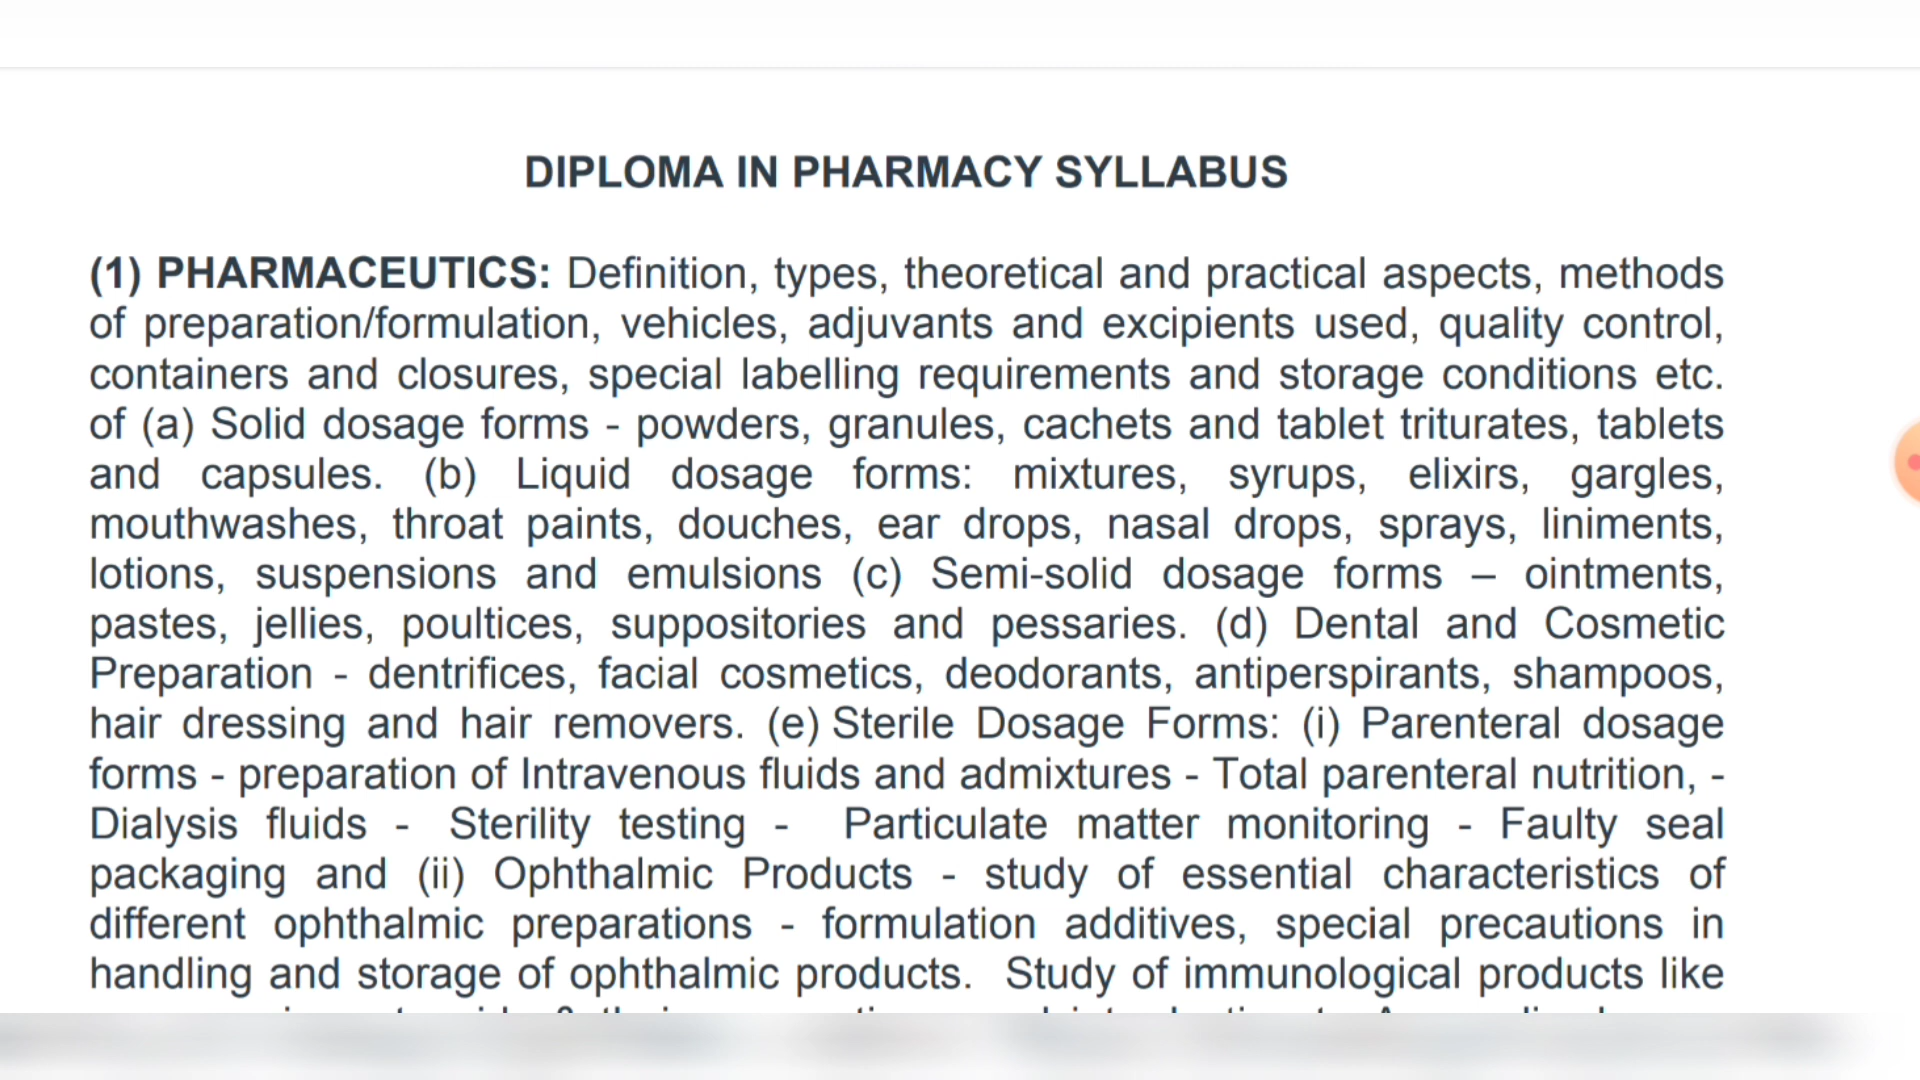 DIPLOMA IN PHARMACY SYLLABUS
(1) PHARMACEUTICS: Definition, types, theoretical and practical aspects, methods
of preparation/formulation, vehicles, adjuvants and excipients used, quality control,
containers and closures, special labelling requirements and storage conditions etc.
of (a) Solid dosage forms - powders, granules, cachets and tablet triturates, tablets
and capsules. (b) Liquid dosage forms: mixtures, syrups, elixirs, gargles,
mouthwashes, throat paints, douches, ear drops, nasal drops, sprays, liniments,
lotions, suspensions and emulsions (c) Semi-solid dosage forms – ointments,
pastes, jellies, poultices, suppositories and pessaries. (d) Dental and Cosmetic
Preparation - dentrifices, facial cosmetics, deodorants, antiperspirants, shampoos,
hair dressing and hair removers. (e) Sterile Dosage Forms: (i) Parenteral dosage
forms - preparation of Intravenous fluids and admixtures - Total parenteral nutrition, -
Dialysis fluids - Sterility testing - Particulate matter monitoring - Faulty seal
packaging and (ii) Ophthalmic Products - study of essential characteristics of
different ophthalmic preparations - formulation additives, special precautions in
handling and storage of ophthalmic products. Study of immunological products like